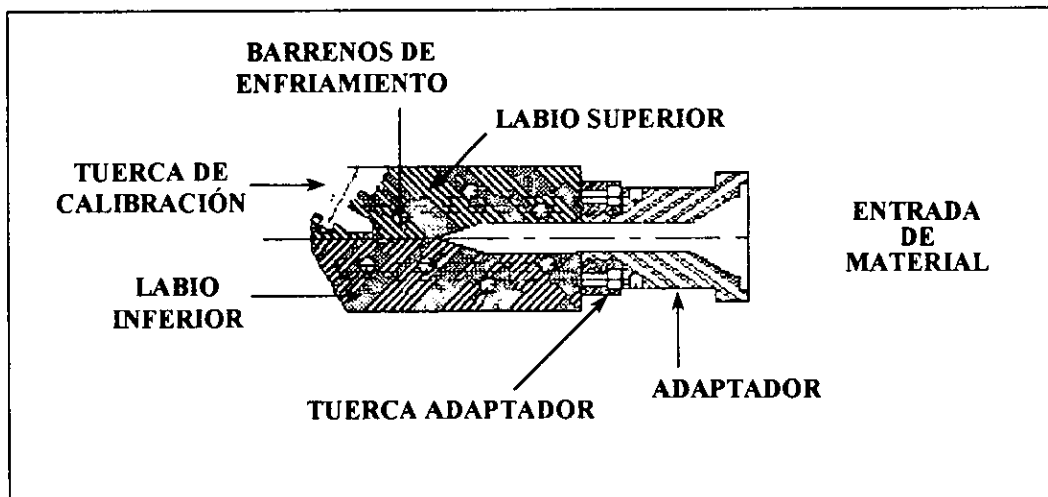 BARRENOS DE
ENFRIAMIENTO
LABIO SUPERIOR
TUERCA DE
CALIBRACIÓN
ENTRADA
DE
MATERIAL
LABIO
INFERIOR
ADAPTADOR
TUERCA ADAPTADOR